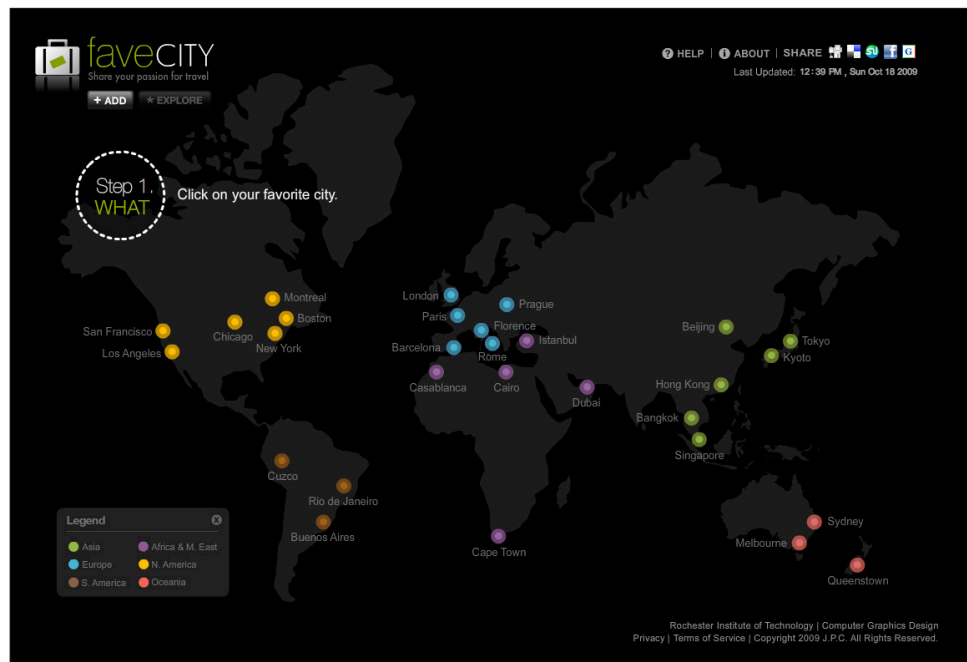 faveCITY
Share your passion for travel
+ ADD
* EXPLORE
? HELP | i ABOUT | SHARE f G
Last Updated: 12:39 PM , Sun Oct 18 2009
Step 1.
WHAT
Click on your favorite city.
Montreal
Boston
San Francisco
Chicago
New York
Los Angeles
London
Prague
Paris
Florence
Istanbul
Barcelona
Rome
Casablanca
Cairo
Dubai
Beijing
Tokyo
Kyoto
Hong Kong
Bangkok
Singapore
Cuzco
Rio de Janeiro
Buenos Aires
Cape Town
Sydney
Melbourne
Queenstown
Legend
Asia
Africa & M. East
Europe
N. America
S. America
Oceania
Rochester Institute of Technology | Computer Graphics Design
Privacy | Terms of Service | Copyright 2009 J.P.C. All Rights Reserved.